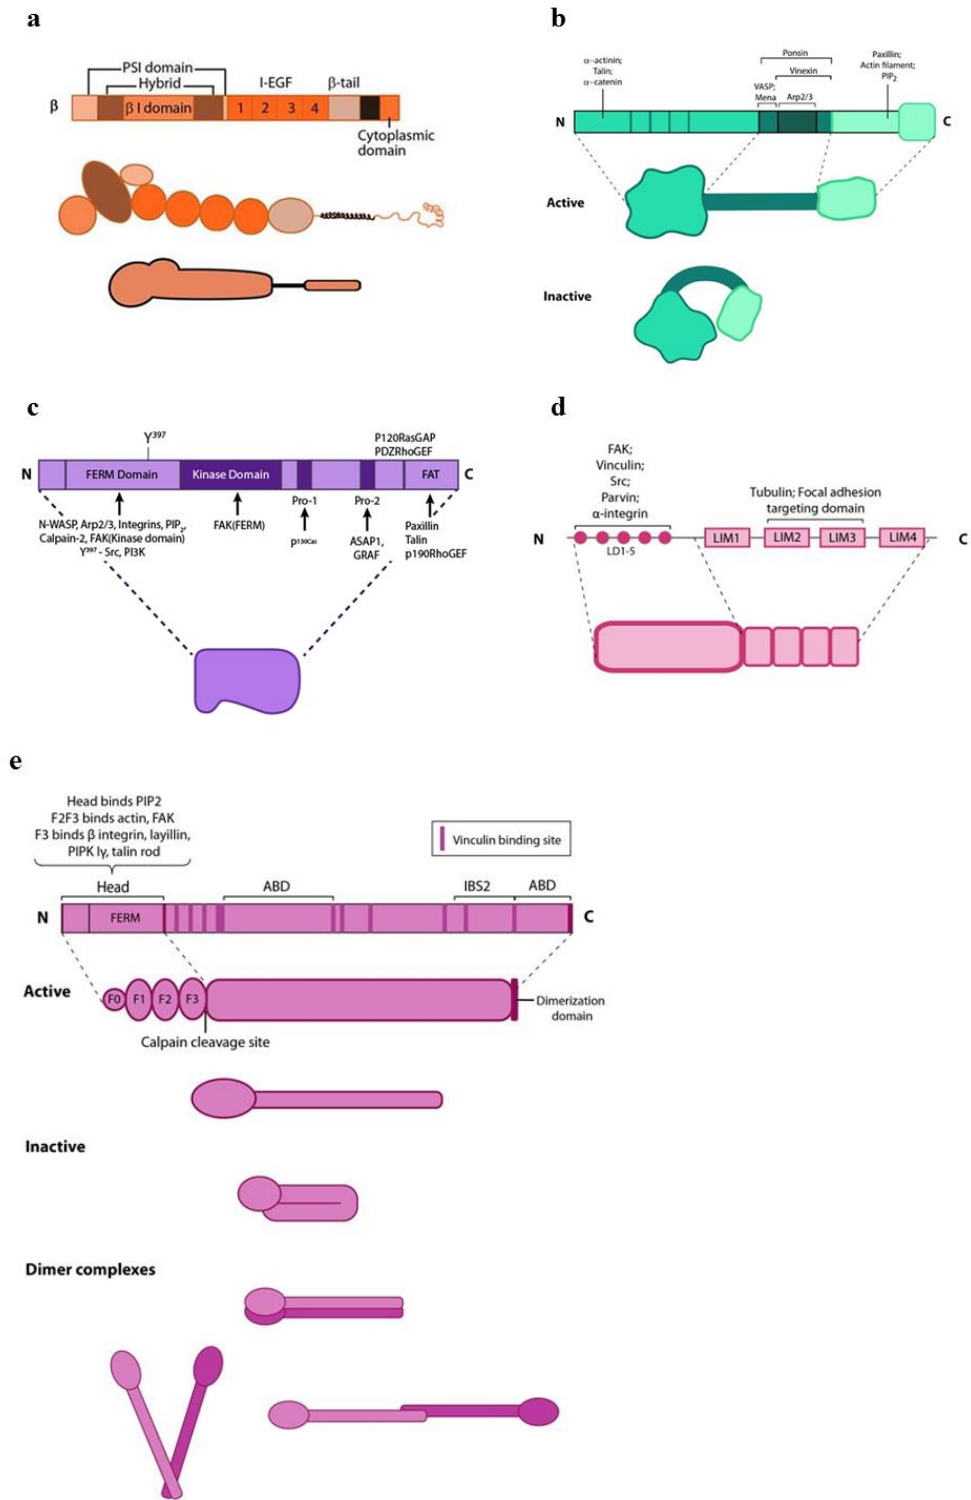 a
PSI domain
Hybrid
I-EGF
β-tail
β
β I domain
1 2 3 4
Cytoplasmic
domain
b
α-actinin;
Talin;
α-catenin
Ponsin
Vinexin
VASP;
Mena
Arp2/3
Paxillin;
Actin filament;
PIP2
N
C
Active
Inactive
c
Y397
P120RasGAP
PDZRhoGEF
N
FERM Domain
Kinase Domain
FAT
C
N-WASP, Arp2/3, Integrins, PIP2,
Calpain-2, FAK(Kinase domain)
Y397 - Src, PI3K
FAK(FERM)
Pro-1
p130Cas
Pro-2
ASAP1,
GRAF
Paxillin
Talin
p190RhoGEF
d
FAK;
Vinculin;
Src;
Parvin;
α-integrin
Tubulin; Focal adhesion
targeting domain
N
LD1-5
LIM1
LIM2
LIM3
LIM4
C
e
Head binds PIP2
F2F3 binds actin, FAK
F3 binds β integrin, layillin,
PIPK Iγ, talin rod
Vinculin binding site
Head
ABD
IBS2
ABD
N
FERM
C
Active
F0 F1 F2 F3
Dimerization
domain
Calpain cleavage site
Inactive
Dimer complexes